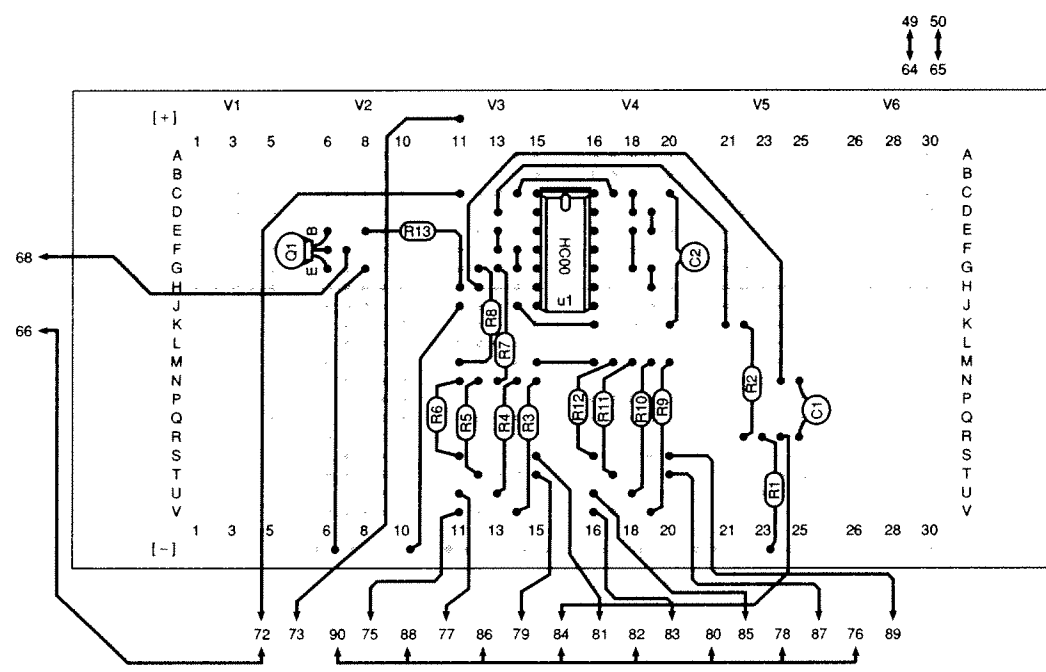 49 50
64 65
V1 V2 V3 V4 V5 V6
[+]
1 3 5 6 8 10 11 13 15 16 18 20 21 23 25 26 28 30
A A
B B
C C
D D
E E
F F
G G
H H
J J
K K
L L
M M
N N
P P
Q Q
R R
S S
T T
U U
V V
B
Q1
E
R13
HC00
u1
C2
68
66
R8
R7
R6
R5
R4
R3
R12
R11
R10
R9
R2
C1
R1
1 3 5 6 8 10 11 13 15 16 18 20 21 23 25 26 28 30
[-]
72 73 90 75 88 77 86 79 84 81 82 83 80 85 78 87 76 89